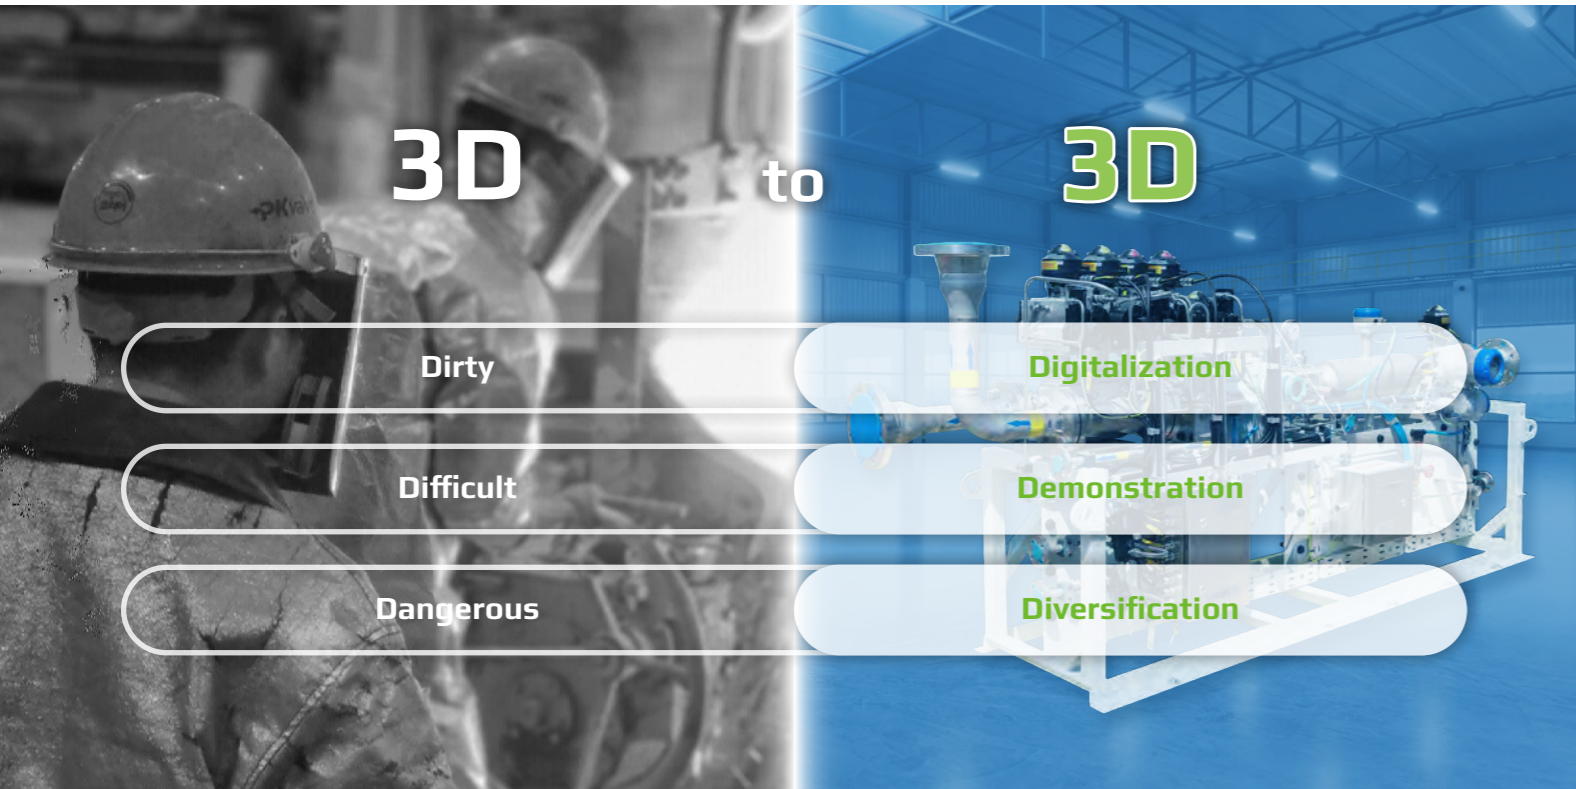 3D to 3D
Dirty Digitalization
Difficult Demonstration
Dangerous Diversification